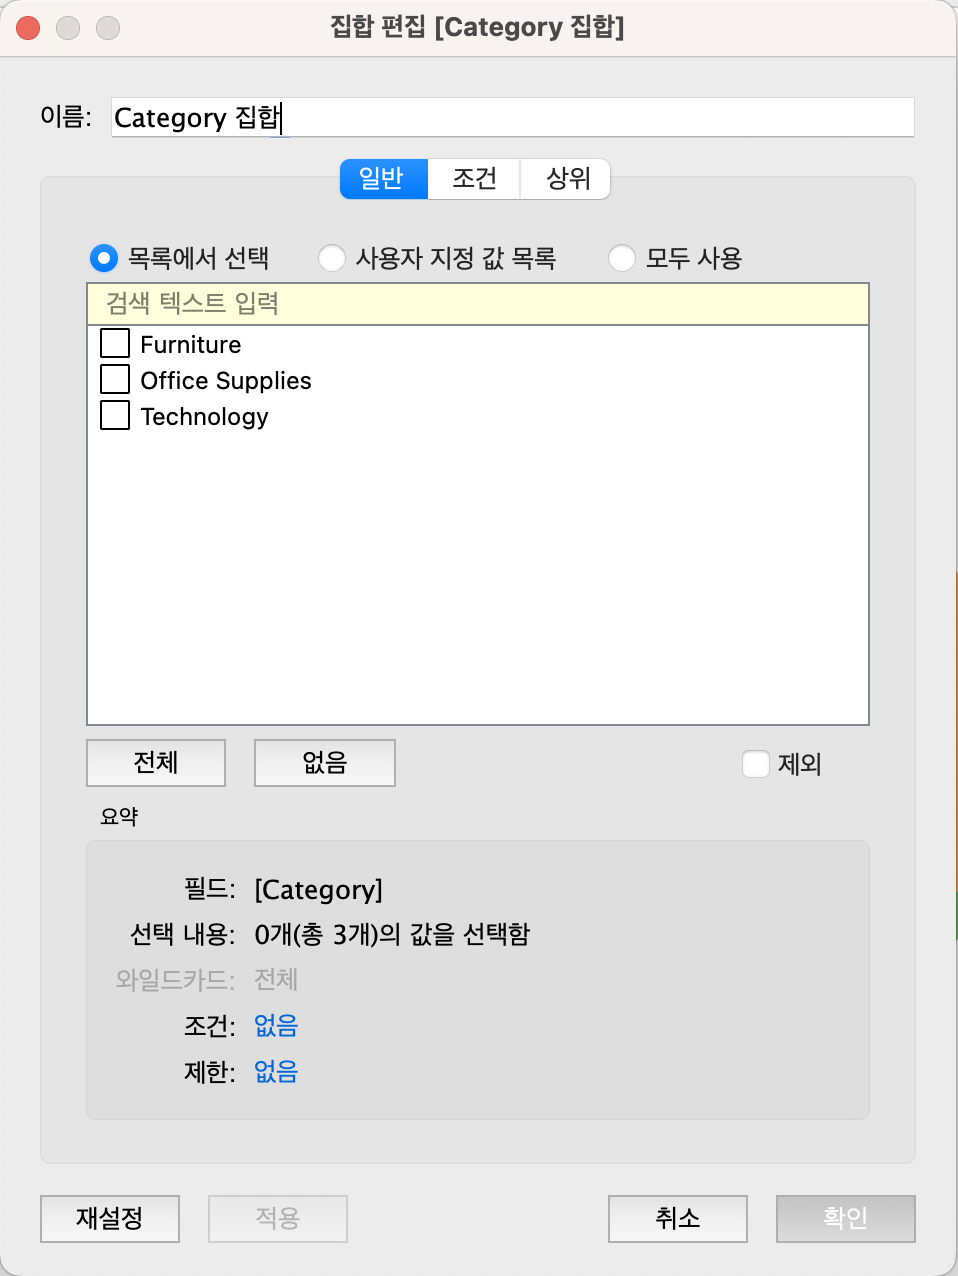 집합 편집 [Category 집합]
이름: Category 집합
일반 조건 상위
목록에서 선택 사용자 지정 값 목록 모두 사용
검색 텍스트 입력
Furniture
Office Supplies
Technology
전체 없음 제외
요약
필드: [Category]
선택 내용: 0개(총 3개)의 값을 선택함
와일드카드: 전체
조건: 없음
제한: 없음
재설정 적용 취소 확인